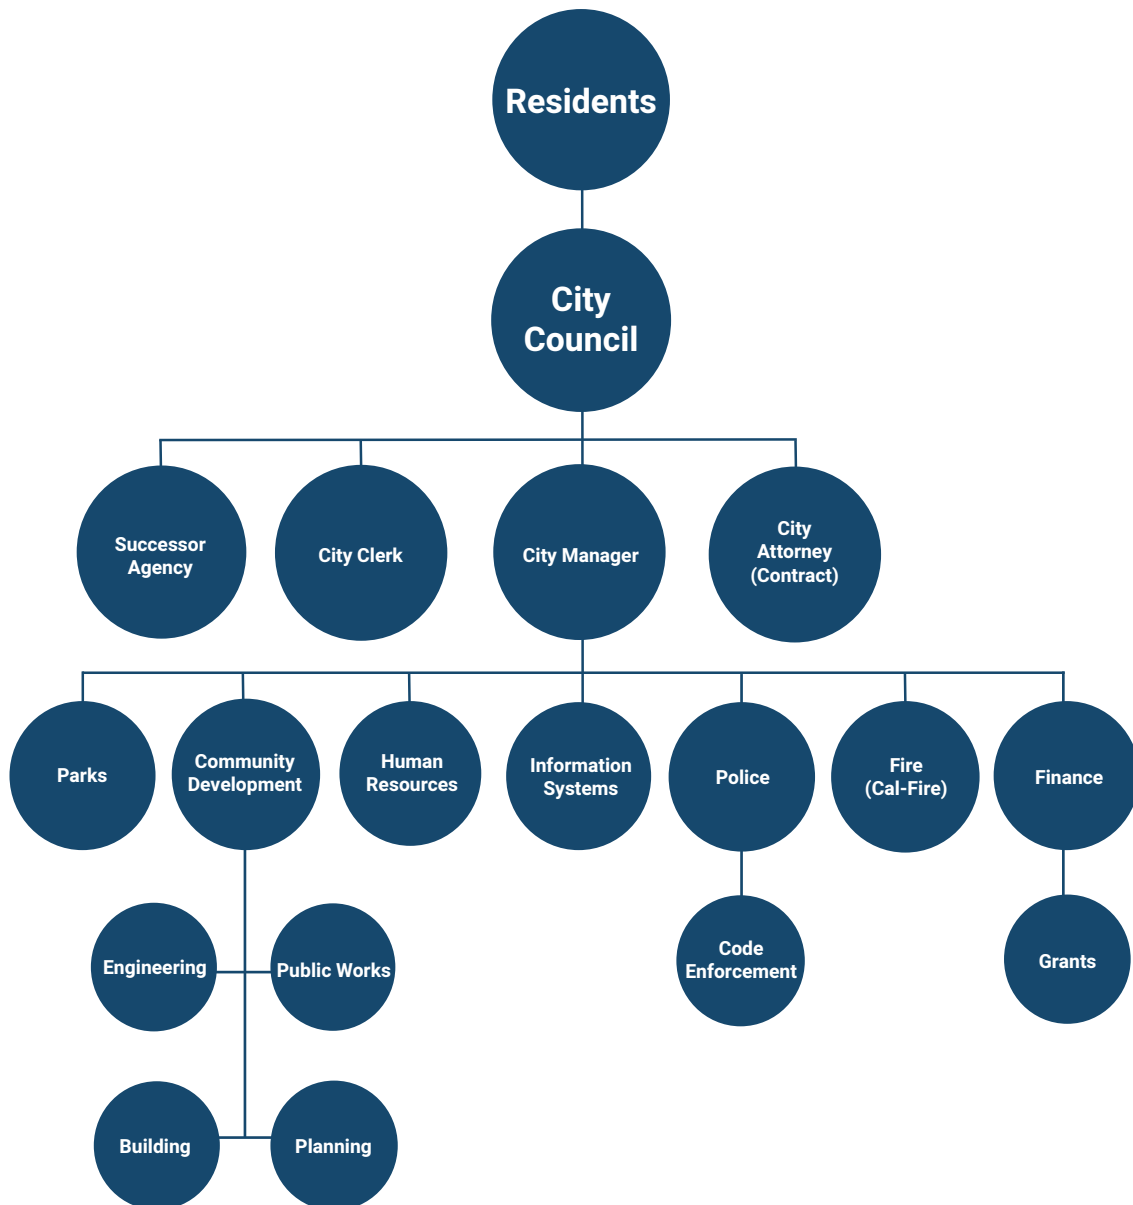 Residents
City
Council
Successor
Agency
City Clerk
City Manager
City
Attorney
(Contract)
Parks
Community
Development
Human
Resources
Information
Systems
Police
Fire
(Cal-Fire)
Finance
Engineering
Public Works
Code
Enforcement
Grants
Building
Planning